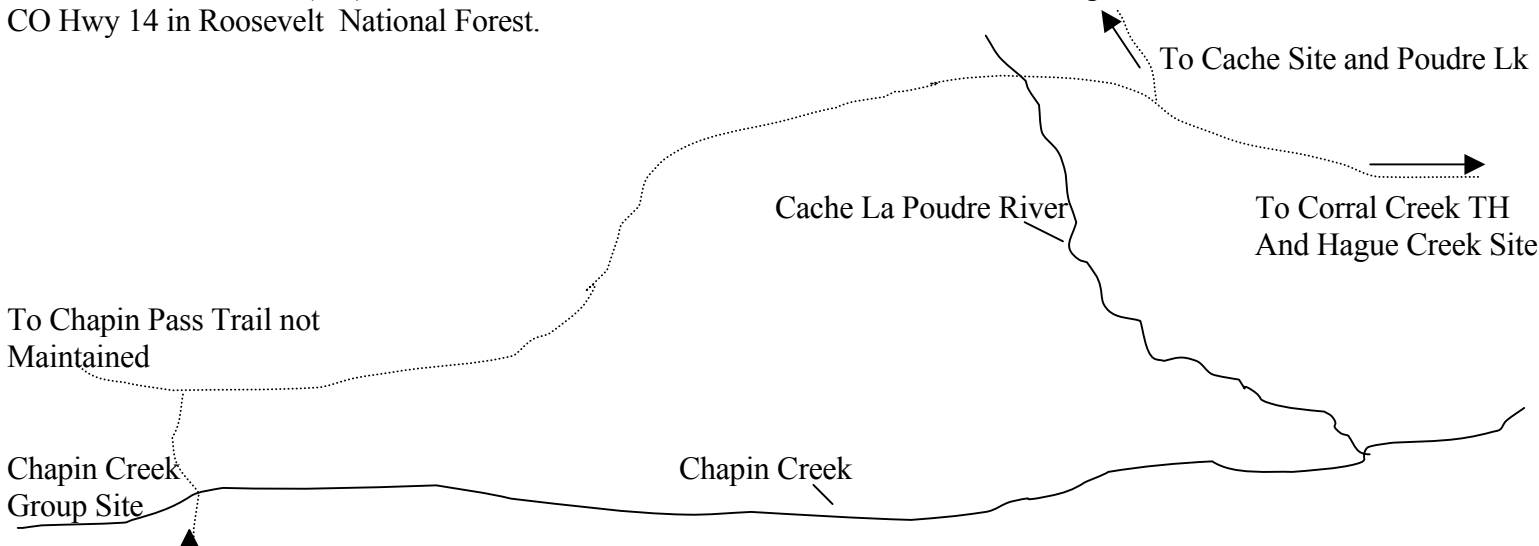 CO Hwy 14 in Roosevelt National Forest.
To Cache Site and Poudre Lk
Cache La Poudre River
To Corral Creek TH
And Hague Creek Site
To Chapin Pass Trail not
Maintained
Chapin Creek
Group Site
Chapin Creek